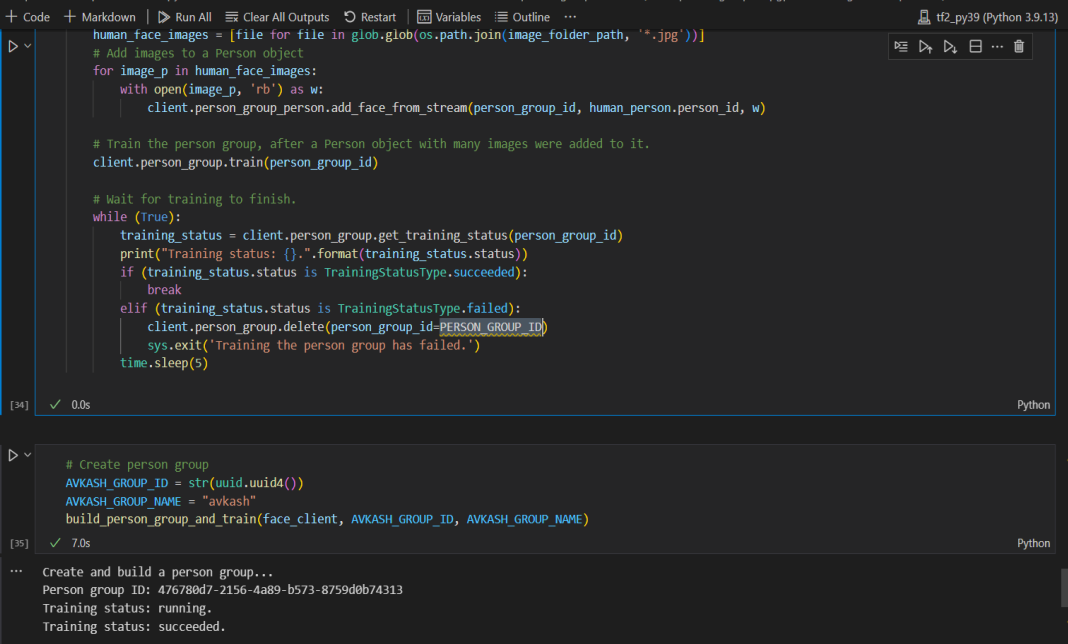 + Code + Markdown | Run All Clear All Outputs Restart | Variables Outline ... tf2_py39 (Python 3.9.13)
human_face_images = [file for file in glob.glob(os.path.join(image_folder_path, '*.jpg'))]
# Add images to a Person object
for image_p in human_face_images:
with open(image_p, 'rb') as w:
client.person_group_person.add_face_from_stream(person_group_id, human_person.person_id, w)
# Train the person group, after a Person object with many images were added to it.
client.person_group.train(person_group_id)
# Wait for training to finish.
while (True):
training_status = client.person_group.get_training_status(person_group_id)
print("Training status: {}.".format(training_status.status))
if (training_status.status is TrainingStatusType.succeeded):
break
elif (training_status.status is TrainingStatusType.failed):
client.person_group.delete(person_group_id=PERSON_GROUP_ID)
sys.exit('Training the person group has failed.')
time.sleep(5)
[34] ✓ 0.0s Python
# Create person group
AVKASH_GROUP_ID = str(uuid.uuid4())
AVKASH_GROUP_NAME = "avkash"
build_person_group_and_train(face_client, AVKASH_GROUP_ID, AVKASH_GROUP_NAME)
[35] ✓ 7.0s Python
... Create and build a person group...
Person group ID: 476780d7-2156-4a89-b573-8759d0b74313
Training status: running.
Training status: succeeded.